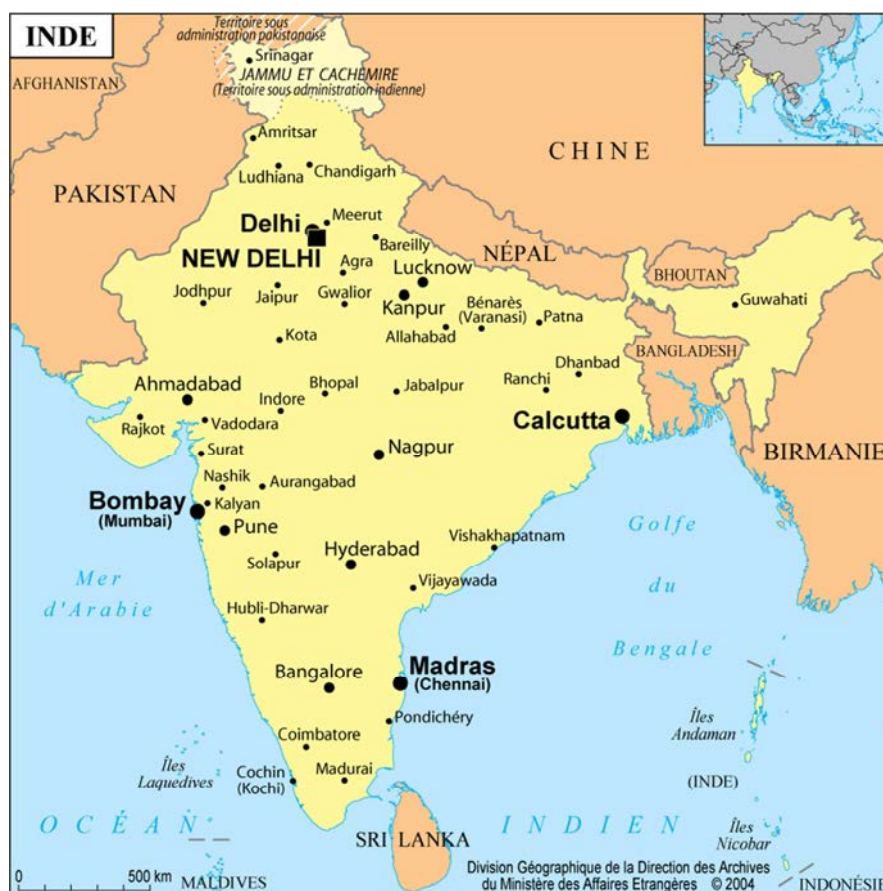 INDE
Territoire sous
administration pakistanaise
Srinagar
JAMMU ET CACHEMIRE
(Territoire sous administration indienne)
AFGHANISTAN
Amritsar
Ludhiana
Chandigarh
CHINE
PAKISTAN
Delhi
Meerut
NEW DELHI
Bareilly
NÉPAL
BHOUTAN
Agra
Lucknow
Jodhpur
Jaipur
Gwalior
Kanpur
Bénarès
(Varanasi)
Patna
Guwahati
Kota
Allahabad
BANGLADESH
Dhanbad
Ranchi
Ahmadabad
Indore
Bhopal
Jabalpur
Rajkot
Vadodara
Calcutta
Surat
Nagpur
BIRMANIE
Nashik
Aurangabad
Bombay
(Mumbai)
Kalyan
Pune
Solapur
Hyderabad
Vishakhapatnam
Vijayawada
Golfe
du
Bengale
Mer
d'Arabie
Hubli-Dharwar
Bangalore
Madras
(Chennai)
Pondichéry
Îles
Andaman
(INDE)
Îles
Laquedives
Coimbatore
Cochin
(Kochi)
Madurai
OCÉAN
INDIEN
SRI LANKA
Îles
Nicobar
0
500 km
MALDIVES
INDONÉSIE
Division Géographique de la Direction des Archives
du Ministère des Affaires Etrangères © 2004